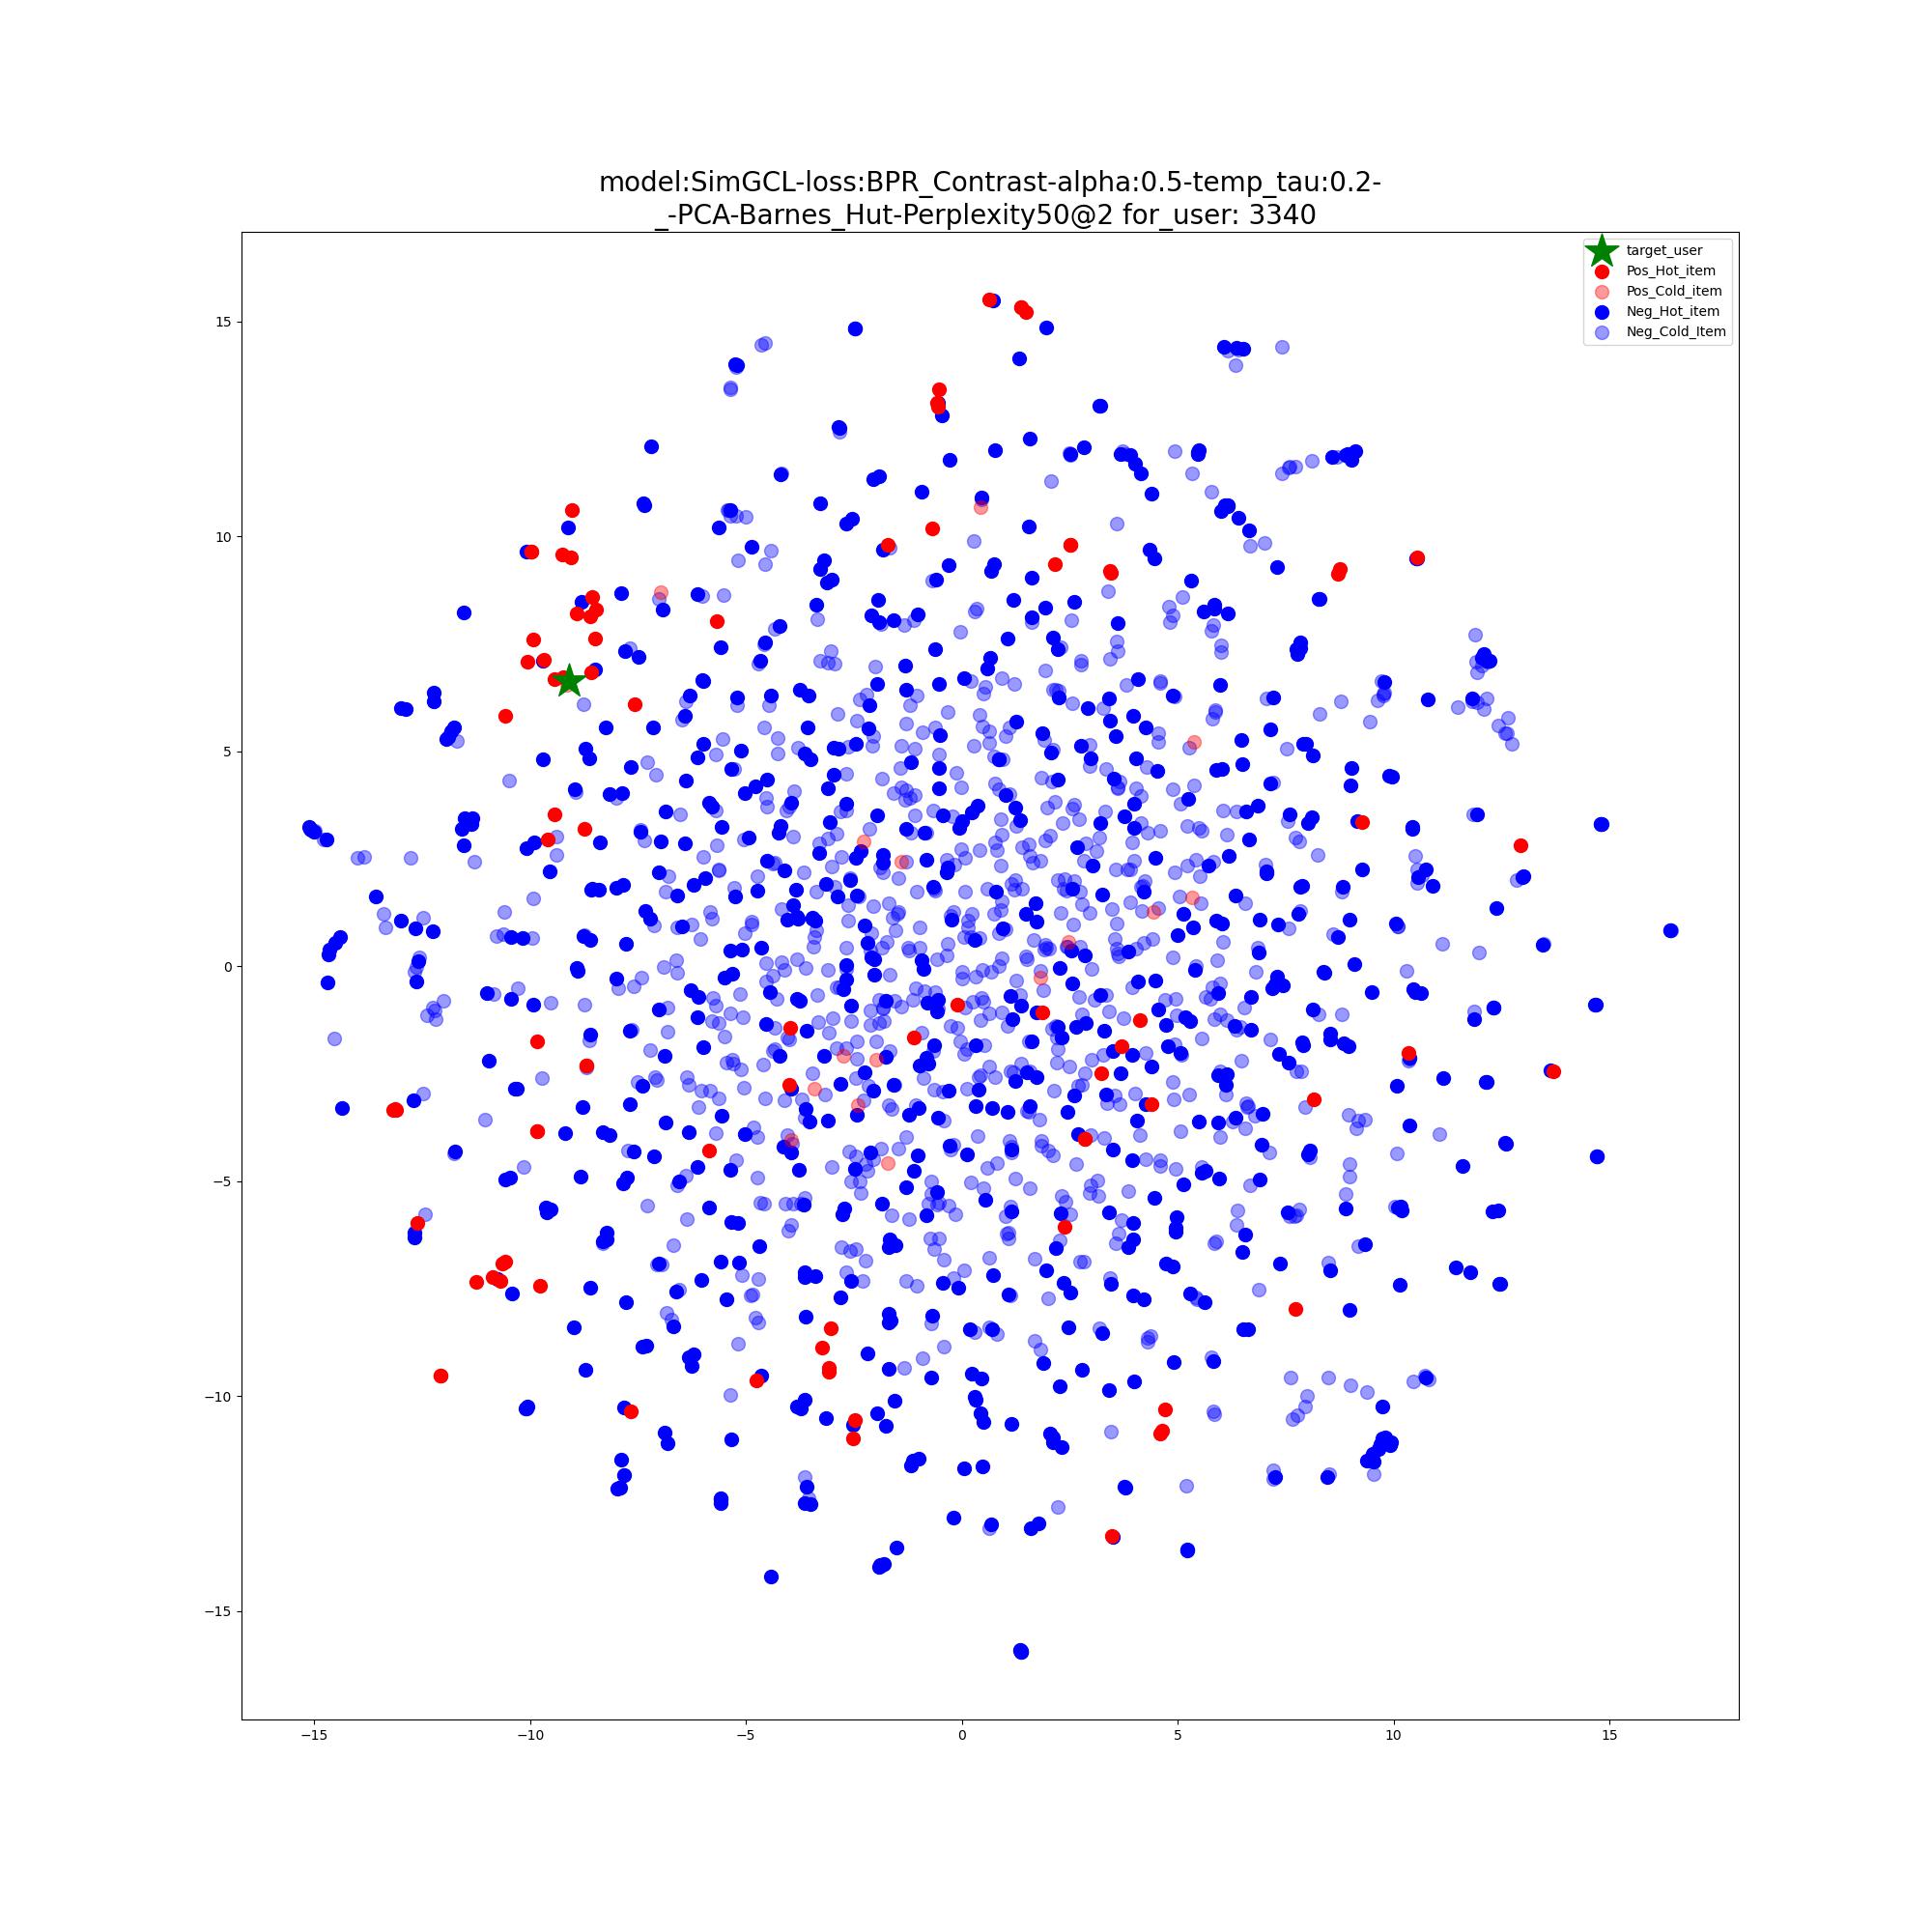 model:SimGCL-loss:BPR_Contrast-alpha:0.5-temp_tau:0.2-
_-PCA-Barnes_Hut-Perplexity50@2 for_user: 3340
target_user
Pos_Hot_item
Pos_Cold_item
Neg_Hot_item
Neg_Cold_Item
15
10
5
0
−5
−10
−15
−15
−10
−5
0
5
10
15